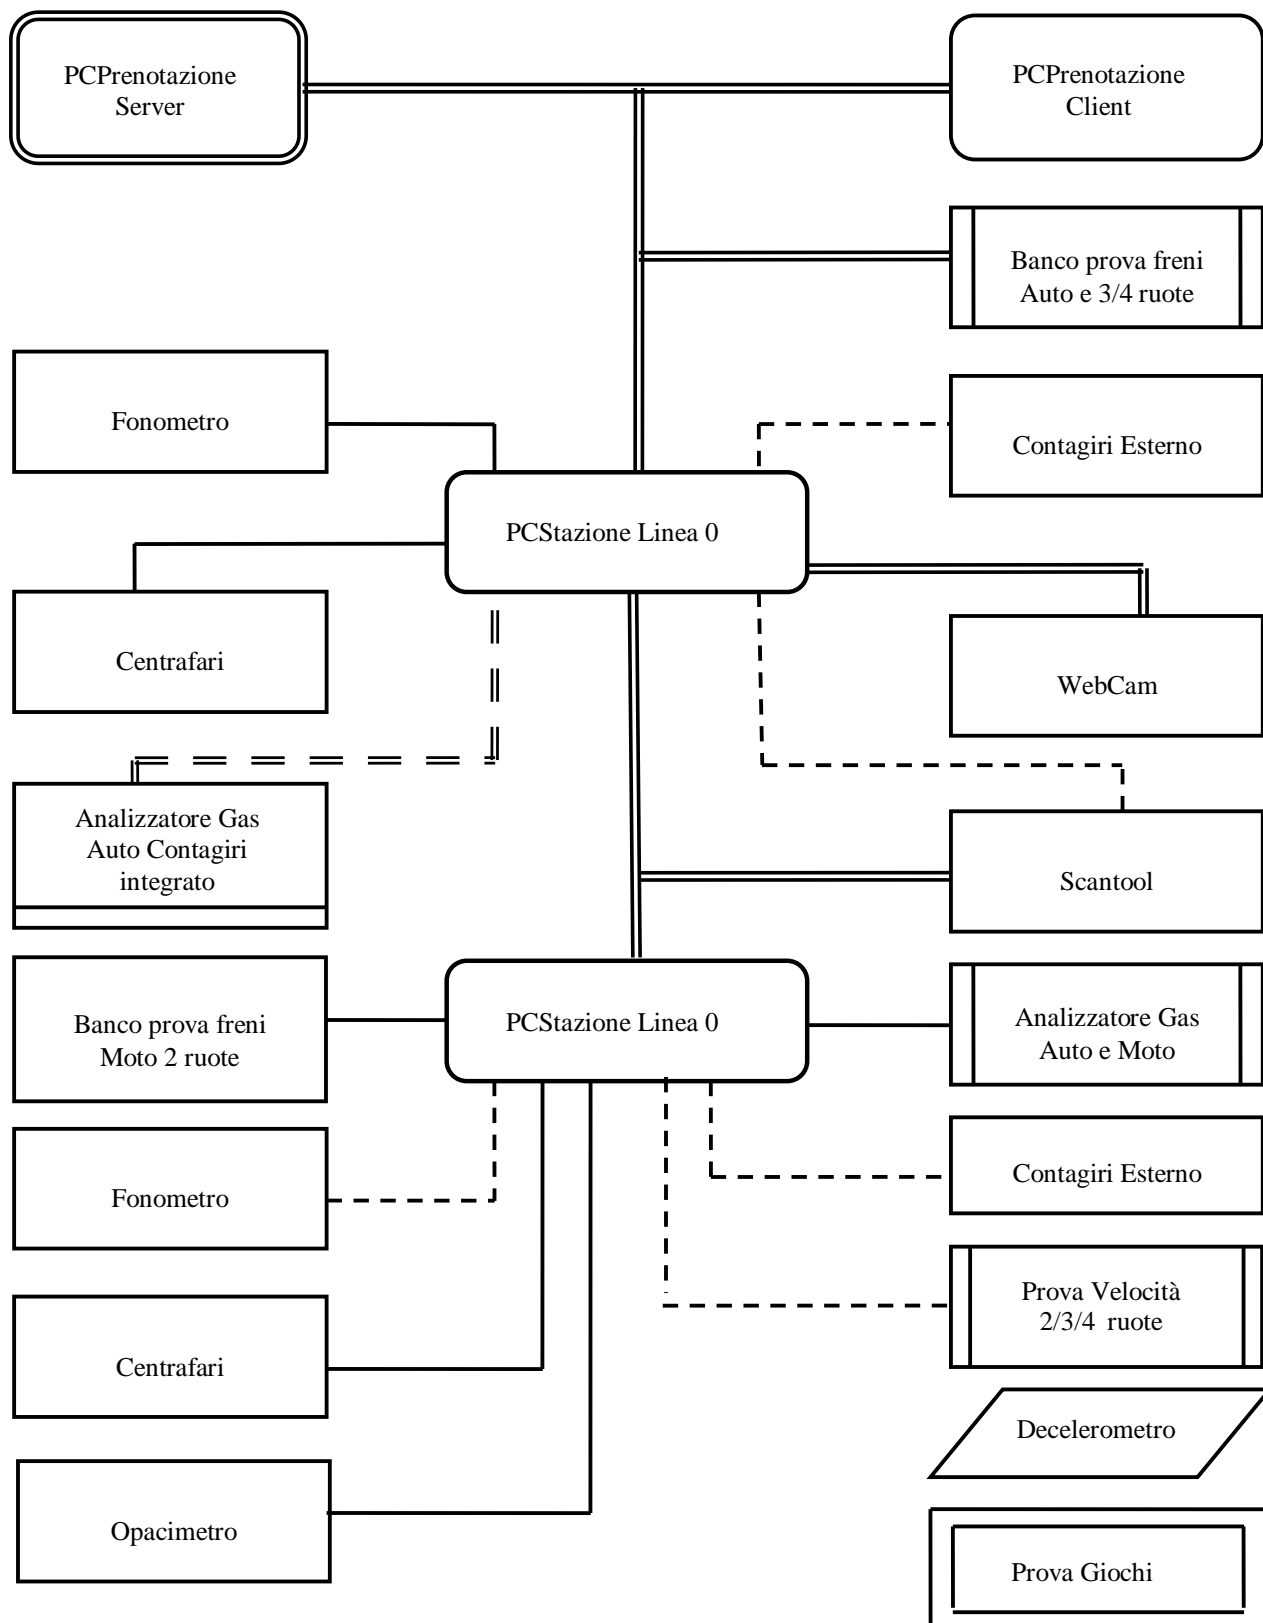 PCPrenotazione
Server
PCPrenotazione
Client
Banco prova freni
Auto e 3/4 ruote
Fonometro
Contagiri Esterno
PCStazione Linea 0
Centrafari
WebCam
Analizzatore Gas
Auto Contagiri
integrato
Scantool
Banco prova freni
Moto 2 ruote
PCStazione Linea 0
Analizzatore Gas
Auto e Moto
Fonometro
Contagiri Esterno
Prova Velocità
2/3/4 ruote
Centrafari
Decelerometro
Opacimetro
Prova Giochi